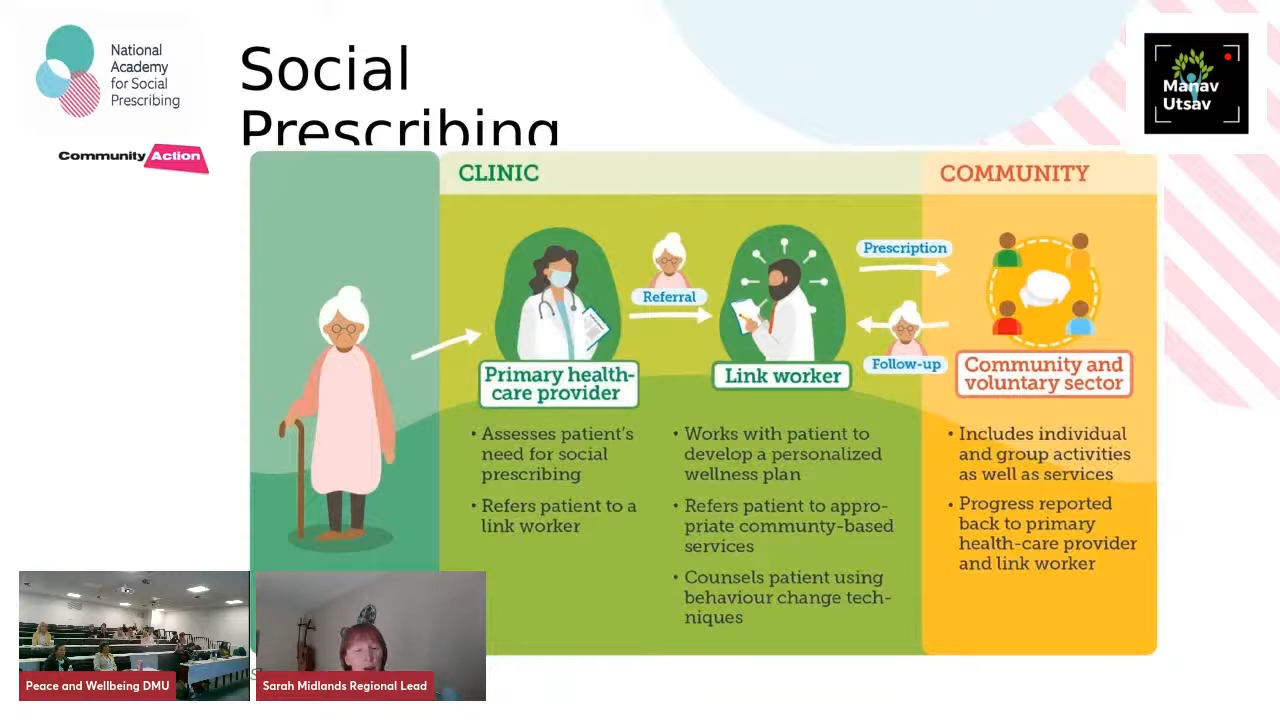 National
Academy
for Social
Prescribing
CommunityAction
Social
Prescribing
Manav
Utsav
CLINIC
COMMUNITY
Referral
Prescription
Follow-up
Primary health-
care provider
Link worker
Community and
voluntary sector
• Assesses patient's
need for social
prescribing
• Refers patient to a
link worker
• Works with patient to
develop a personalized
wellness plan
• Refers patient to appro-
priate communty-based
services
• Counsels patient using
behaviour change tech-
niques
• Includes individual
and group activities
as well as services
• Progress reported
back to primary
health-care provider
and link worker
Peace and Wellbeing DMU
Sarah Midlands Regional Lead